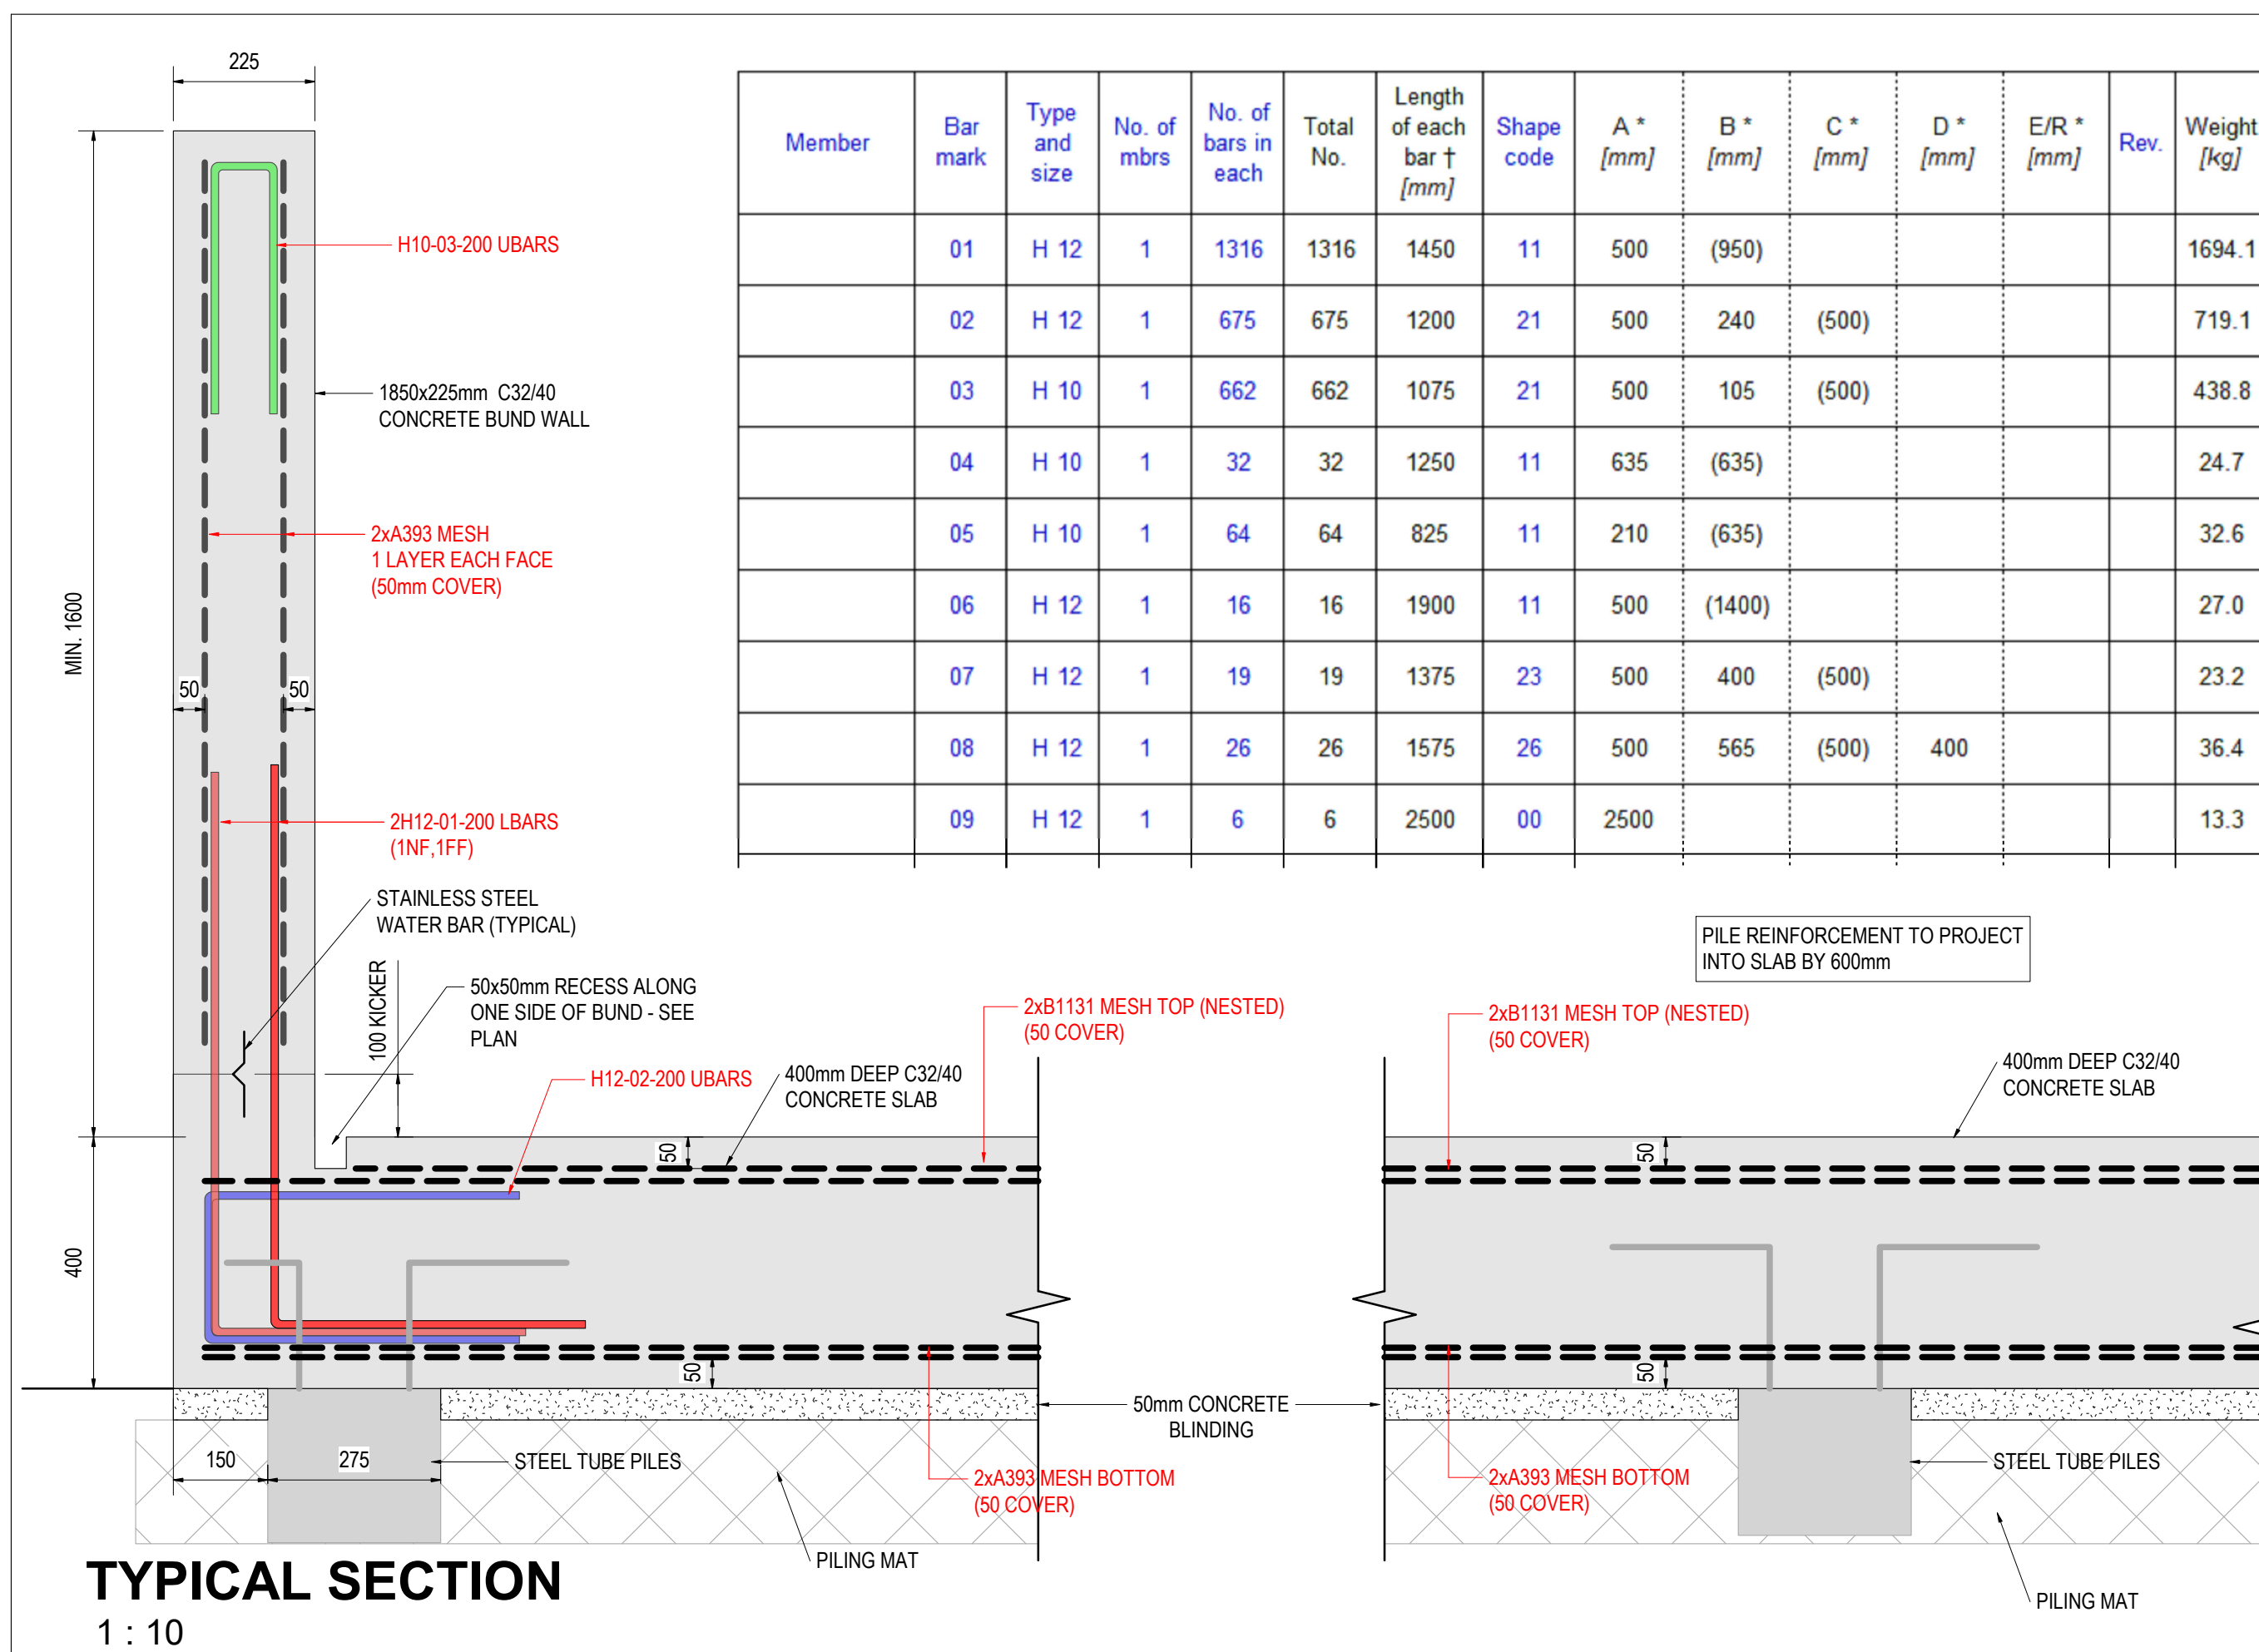 225
MIN. 1600
400
H10-03-200 UBARS
1850x225mm C32/40
CONCRETE BUND WALL
2xA393 MESH
1 LAYER EACH FACE
(50mm COVER)
50
50
2H12-01-200 LBARS
(1NF,1FF)
STAINLESS STEEL
WATER BAR (TYPICAL)
100 KICKER
50x50mm RECESS ALONG
ONE SIDE OF BUND - SEE
PLAN
H12-02-200 UBARS
400mm DEEP C32/40
CONCRETE SLAB
2xB1131 MESH TOP (NESTED)
(50 COVER)
50
50
150
275
STEEL TUBE PILES
PILING MAT
2xA393 MESH BOTTOM
(50 COVER)
50mm CONCRETE
BLINDING
Member Bar mark Type and size No. of mbrs No. of bars in each Total No. Length of each bar † [mm] Shape code A * [mm] B * [mm] C * [mm] D * [mm] E/R * [mm] Rev. Weight [kg]
01 H 12 1 1316 1316 1450 11 500 (950) 1694.1
02 H 12 1 675 675 1200 21 500 240 (500) 719.1
03 H 10 1 662 662 1075 21 500 105 (500) 438.8
04 H 10 1 32 32 1250 11 635 (635) 24.7
05 H 10 1 64 64 825 11 210 (635) 32.6
06 H 12 1 16 16 1900 11 500 (1400) 27.0
07 H 12 1 19 19 1375 23 500 400 (500) 23.2
08 H 12 1 26 26 1575 26 500 565 (500) 400 36.4
09 H 12 1 6 6 2500 00 2500 13.3
PILE REINFORCEMENT TO PROJECT
INTO SLAB BY 600mm
2xB1131 MESH TOP (NESTED)
(50 COVER)
400mm DEEP C32/40
CONCRETE SLAB
50
50
2xA393 MESH BOTTOM
(50 COVER)
STEEL TUBE PILES
PILING MAT
TYPICAL SECTION
1 : 10